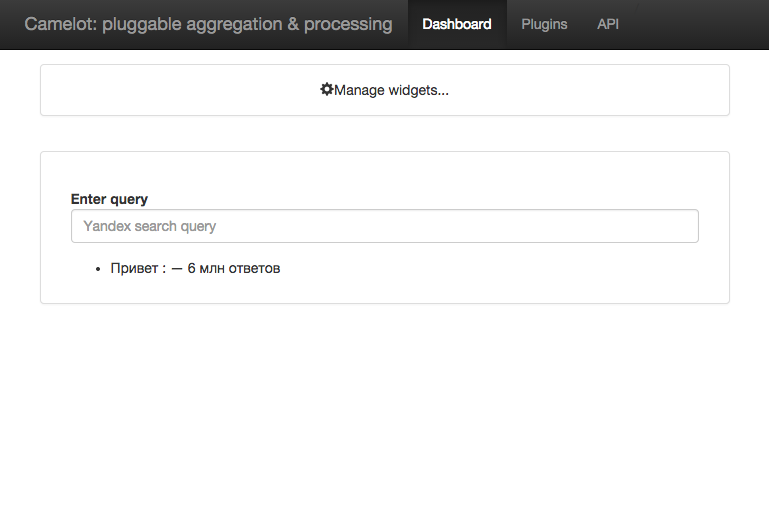 Camelot: pluggable aggregation & processing Dashboard Plugins API
Manage widgets...
Enter query
Yandex search query
• Привет : — 6 млн ответов